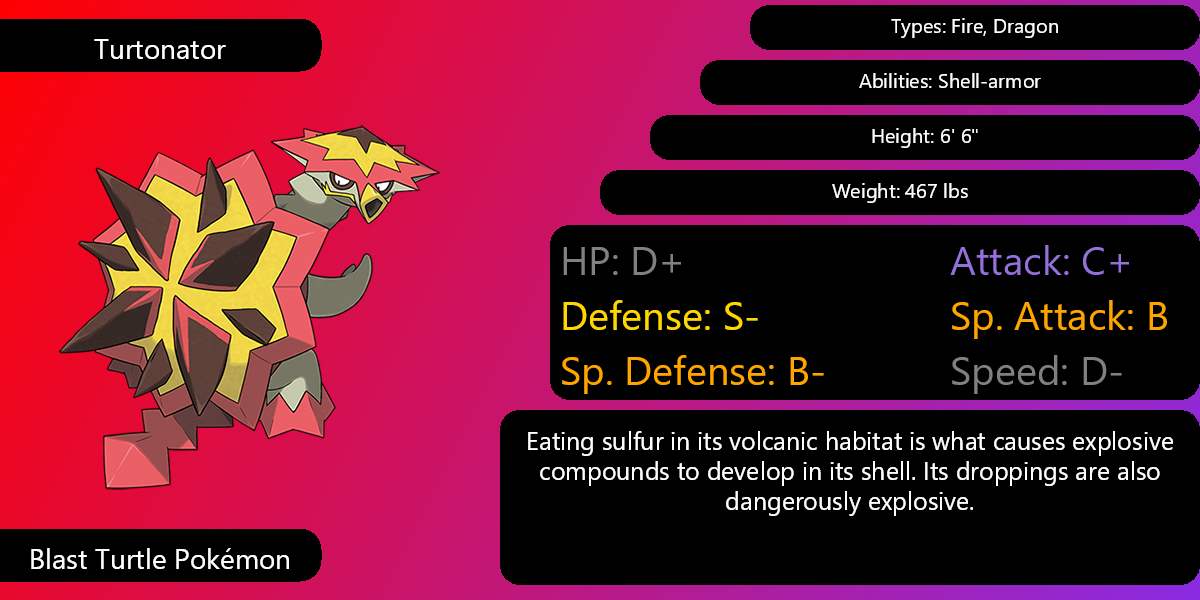 Turtonator
Types: Fire, Dragon
Abilities: Shell-armor
Height: 6' 6"
Weight: 467 lbs
HP: D+
Attack: C+
Defense: S-
Sp. Attack: B
Sp. Defense: B-
Speed: D-
Eating sulfur in its volcanic habitat is what causes explosive
compounds to develop in its shell. Its droppings are also
dangerously explosive.
Blast Turtle Pokémon